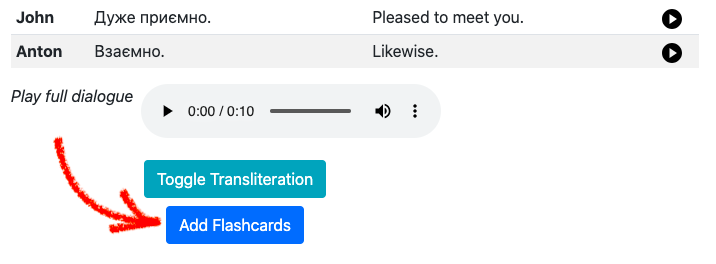 John Дуже приємно. Pleased to meet you.
Anton Взаємно. Likewise.
Play full dialogue 0:00 / 0:10
Toggle Transliteration
Add Flashcards